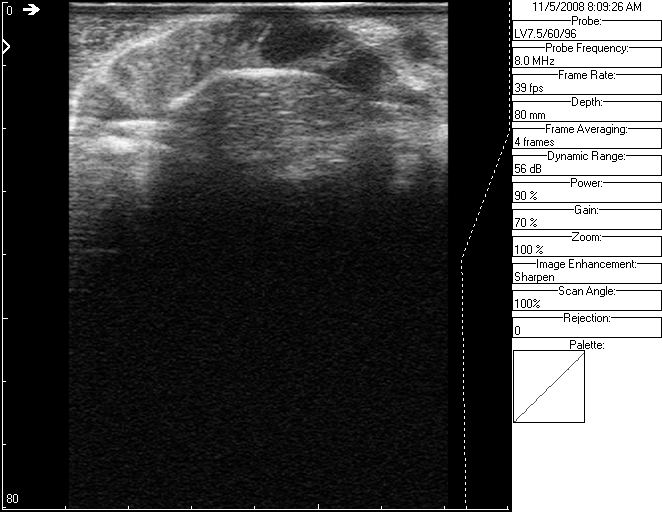 0
80
11/5/2008 8:09:26 AM
Probe:
LV7.5/60/96
Probe Frequency:
8.0 MHz
Frame Rate:
39 fps
Depth:
80 mm
Frame Averaging:
4 frames
Dynamic Range:
56 dB
Power:
90 %
Gain:
70 %
Zoom:
100 %
Image Enhancement:
Sharpen
Scan Angle:
100%
Rejection:
0
Palette: